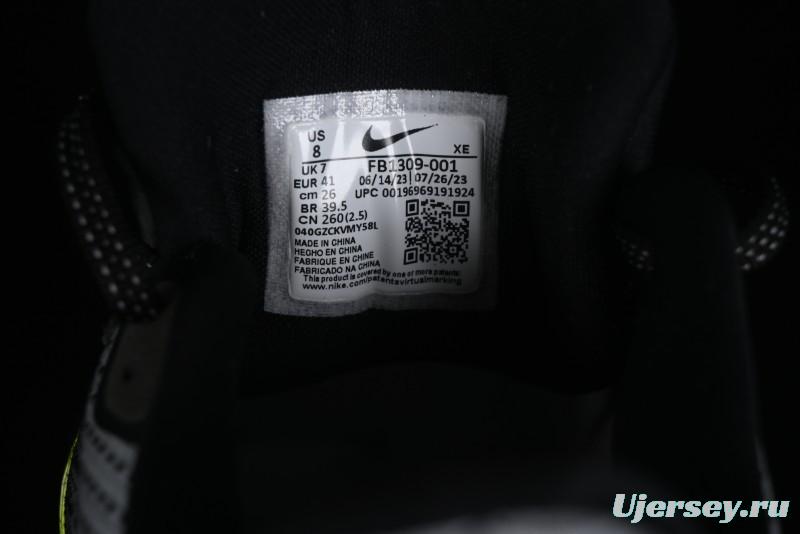 US
8
XE
UK 7
FB1309-001
EUR 41
06/14/23 07/26/23
cm 26
UPC 00196969191924
BR 39.5
CN 260(2.5)
040GZCKVMY58L
MADE IN CHINA
HECHO EN CHINA
FABRIQUE EN CHINE
FABRICADO NA CHINA
This product is covered by one or more patents:
www.nike.com/patentsvirtualmarking
Ujersey.ru